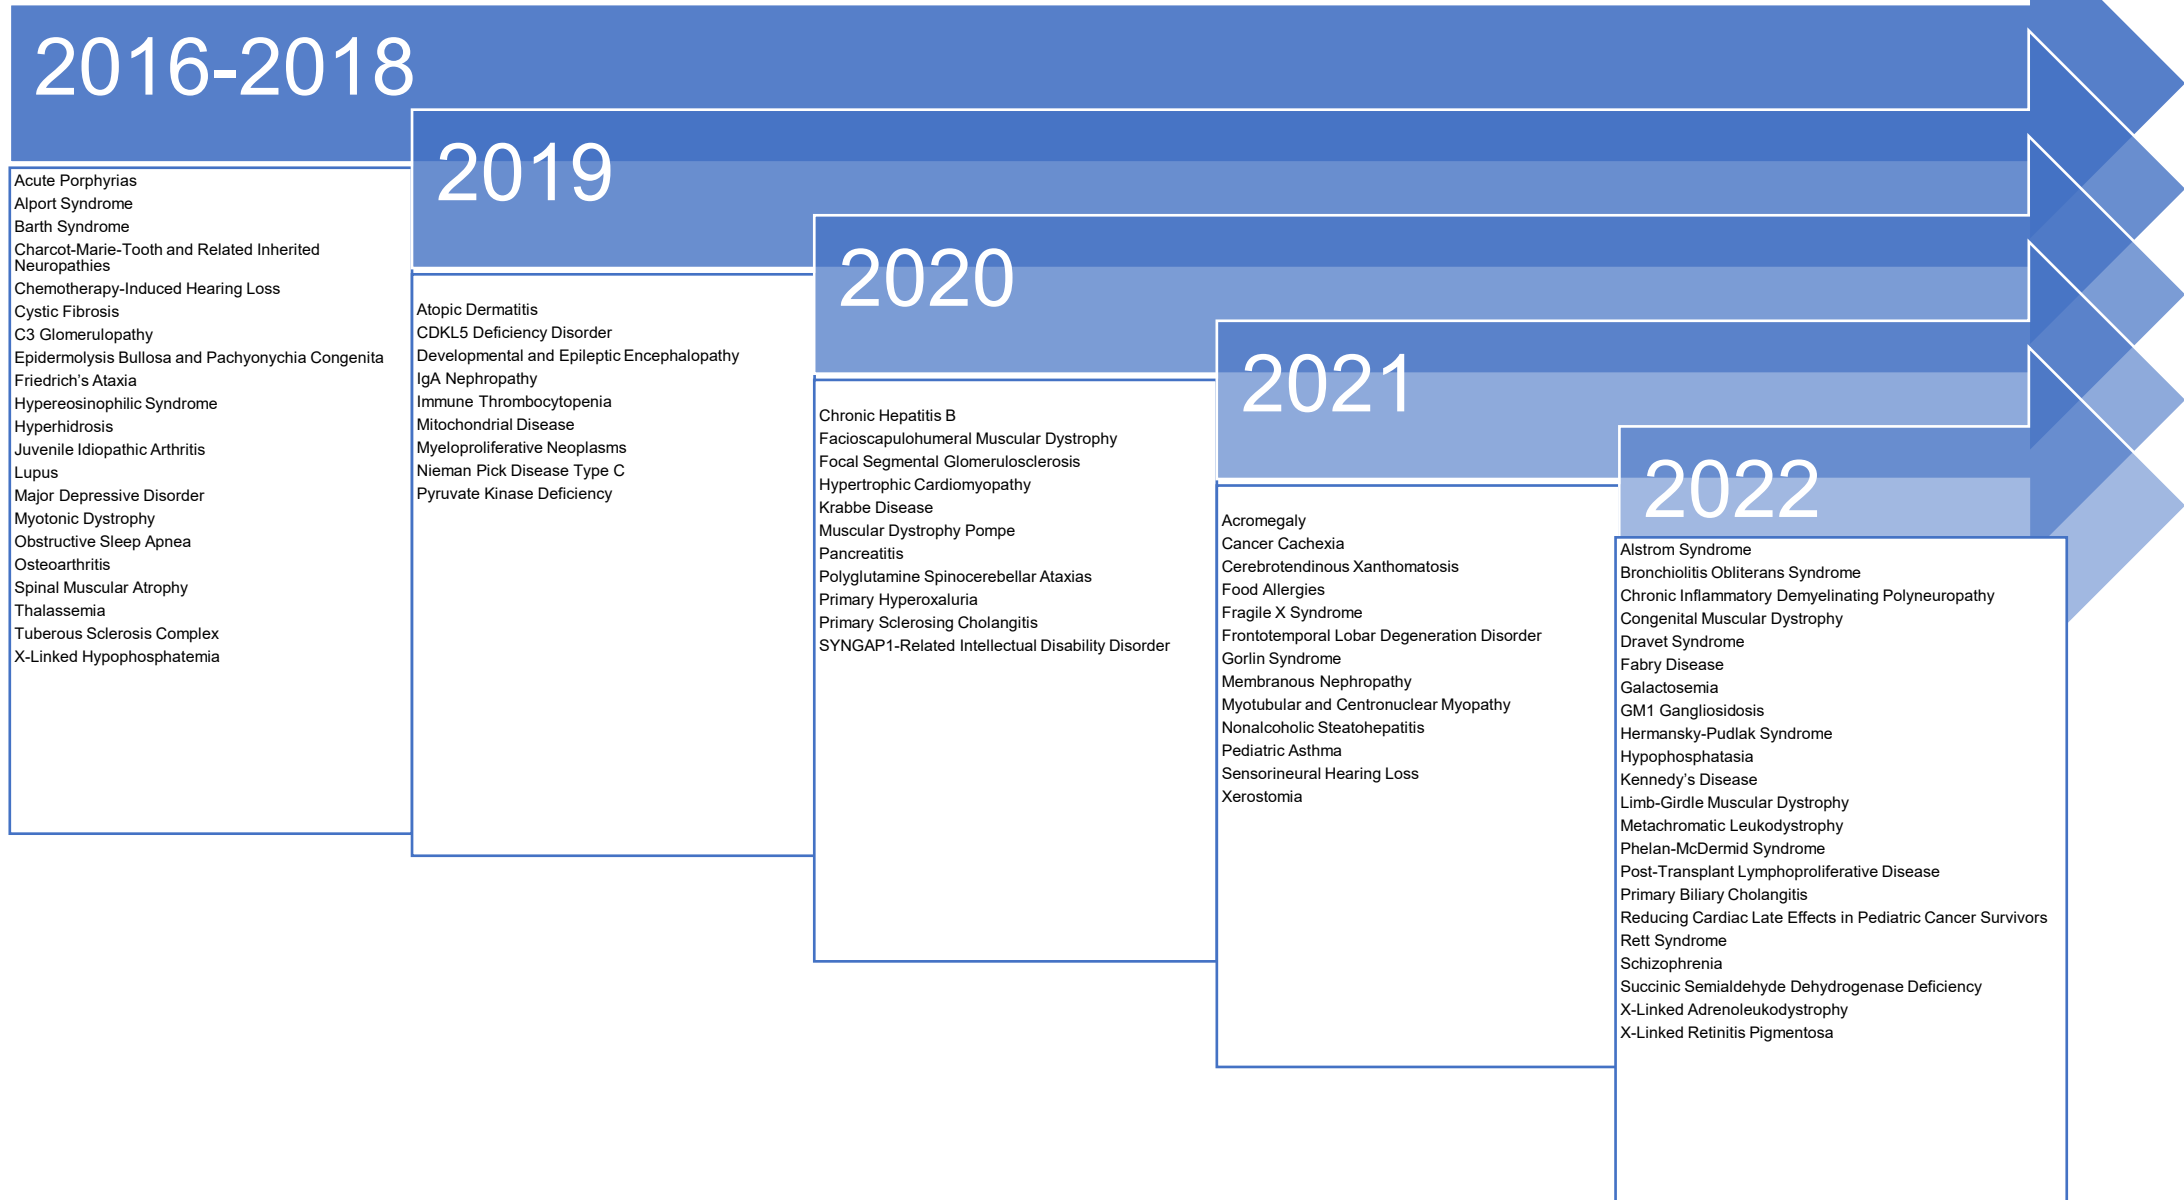 2016-2018
Acute Porphyrias
Alport Syndrome
Barth Syndrome
Charcot-Marie-Tooth and Related Inherited
Neuropathies
Chemotherapy-Induced Hearing Loss
Cystic Fibrosis
C3 Glomerulopathy
Epidermolysis Bullosa and Pachyonychia Congenita
Friedrich’s Ataxia
Hypereosinophilic Syndrome
Hyperhidrosis
Juvenile Idiopathic Arthritis
Lupus
Major Depressive Disorder
Myotonic Dystrophy
Obstructive Sleep Apnea
Osteoarthritis
Spinal Muscular Atrophy
Thalassemia
Tuberous Sclerosis Complex
X-Linked Hypophosphatemia
2019
Atopic Dermatitis
CDKL5 Deficiency Disorder
Developmental and Epileptic Encephalopathy
IgA Nephropathy
Immune Thrombocytopenia
Mitochondrial Disease
Myeloproliferative Neoplasms
Nieman Pick Disease Type C
Pyruvate Kinase Deficiency
2020
Chronic Hepatitis B
Facioscapulohumeral Muscular Dystrophy
Focal Segmental Glomerulosclerosis
Hypertrophic Cardiomyopathy
Krabbe Disease
Muscular Dystrophy Pompe
Pancreatitis
Polyglutamine Spinocerebellar Ataxias
Primary Hyperoxaluria
Primary Sclerosing Cholangitis
SYNGAP1-Related Intellectual Disability Disorder
2021
Acromegaly
Cancer Cachexia
Cerebrotendinous Xanthomatosis
Food Allergies
Fragile X Syndrome
Frontotemporal Lobar Degeneration Disorder
Gorlin Syndrome
Membranous Nephropathy
Myotubular and Centronuclear Myopathy
Nonalcoholic Steatohepatitis
Pediatric Asthma
Sensorineural Hearing Loss
Xerostomia
2022
Alstrom Syndrome
Bronchiolitis Obliterans Syndrome
Chronic Inflammatory Demyelinating Polyneuropathy
Congenital Muscular Dystrophy
Dravet Syndrome
Fabry Disease
Galactosemia
GM1 Gangliosidosis
Hermansky-Pudlak Syndrome
Hypophosphatasia
Kennedy’s Disease
Limb-Girdle Muscular Dystrophy
Metachromatic Leukodystrophy
Phelan-McDermid Syndrome
Post-Transplant Lymphoproliferative Disease
Primary Biliary Cholangitis
Reducing Cardiac Late Effects in Pediatric Cancer Survivors
Rett Syndrome
Schizophrenia
Succinic Semialdehyde Dehydrogenase Deficiency
X-Linked Adrenoleukodystrophy
X-Linked Retinitis Pigmentosa